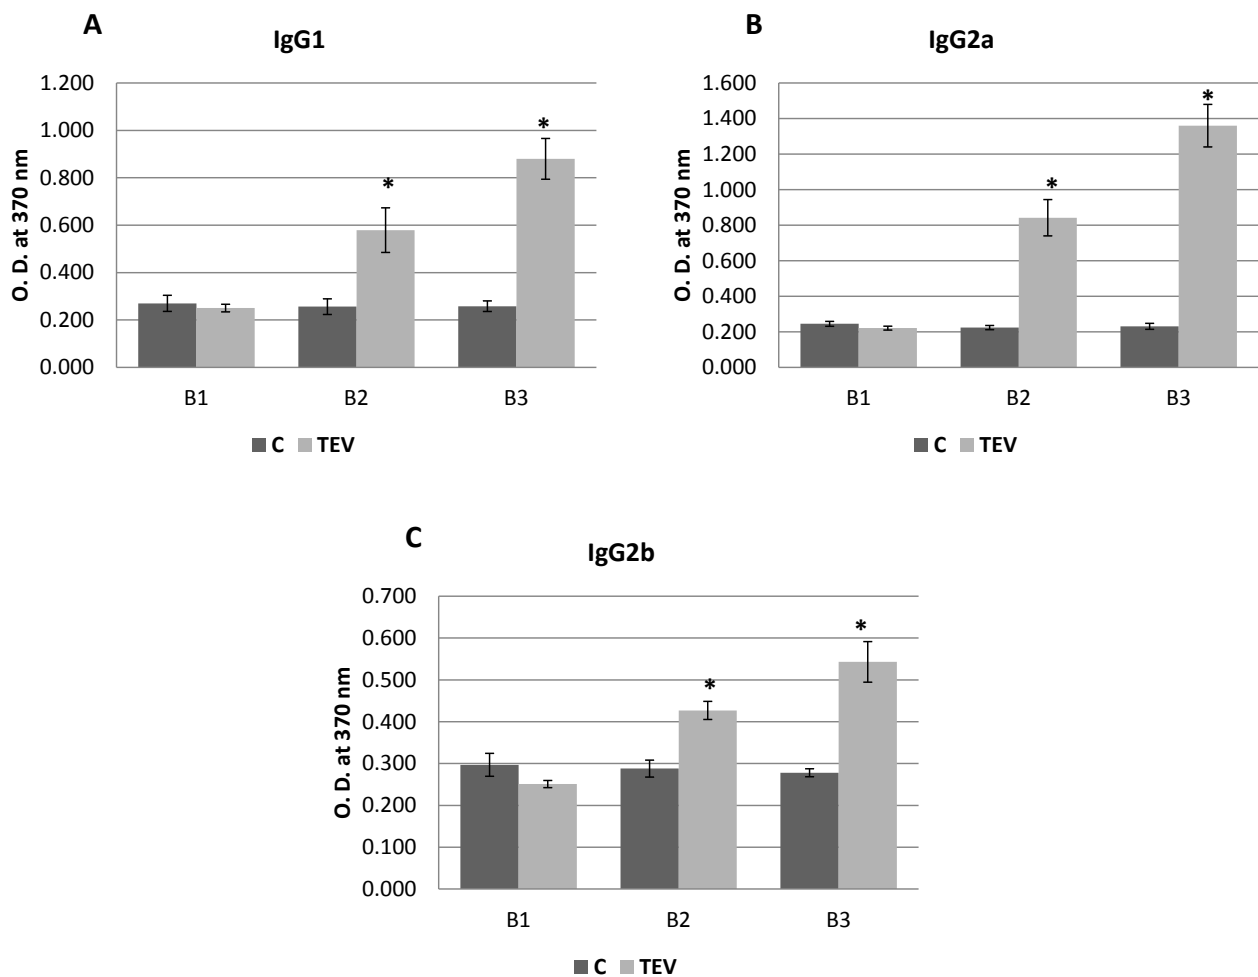 A
IgG1
1.200
1.000
0.800
0.600
0.400
0.200
0.000
O. D. at 370 nm
*
*
B1 B2 B3
C TEV
B
IgG2a
1.600
1.400
1.200
1.000
0.800
0.600
0.400
0.200
0.000
O. D. at 370 nm
*
*
B1 B2 B3
C TEV
C
IgG2b
0.700
0.600
0.500
0.400
0.300
0.200
0.100
0.000
O. D. at 370 nm
*
*
B1 B2 B3
C TEV